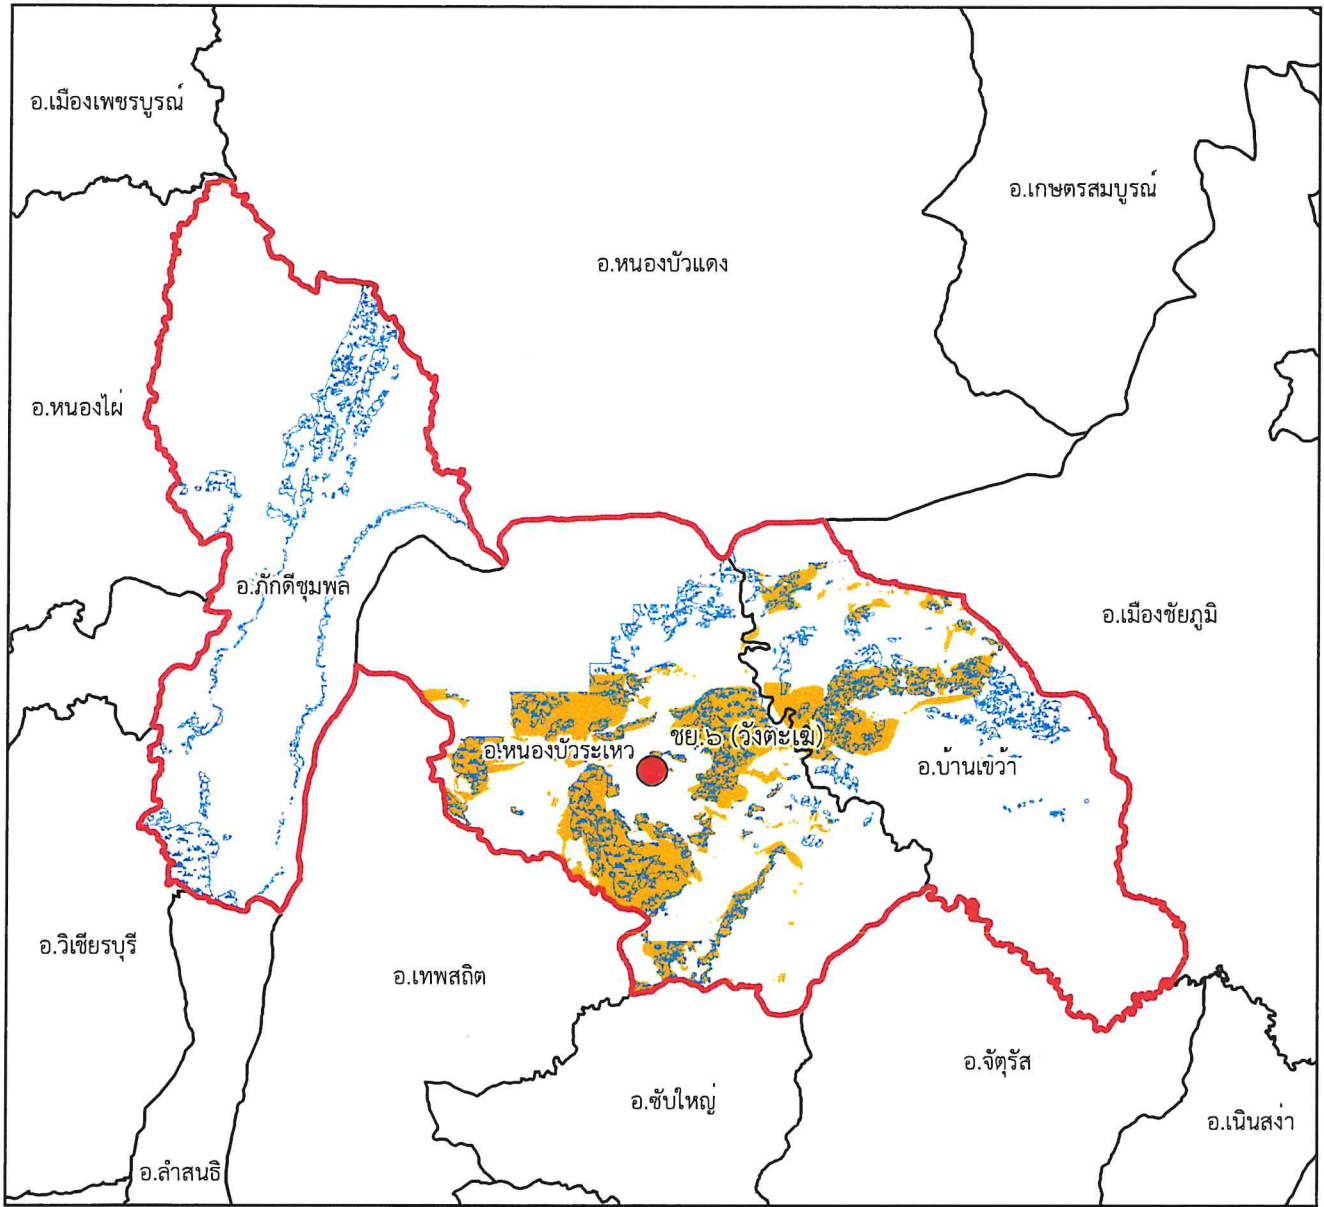 อ.เมืองเพชรบูรณ์
อ.เกษตรสมบูรณ์
อ.หนองบัวแดง
อ.หนองไผ่
อ.ภักดีชุมพล
อ.เมืองชัยภูมิ
ชย.๖ (วังตะเฆ่)
อ.หนองบัวระเหว
อ.บ้านเขว้า
อ.วิเชียรบุรี
อ.เทพสถิต
อ.จัตุรัส
อ.ซับใหญ่
อ.เนินสง่า
อ.ลำสนธิ